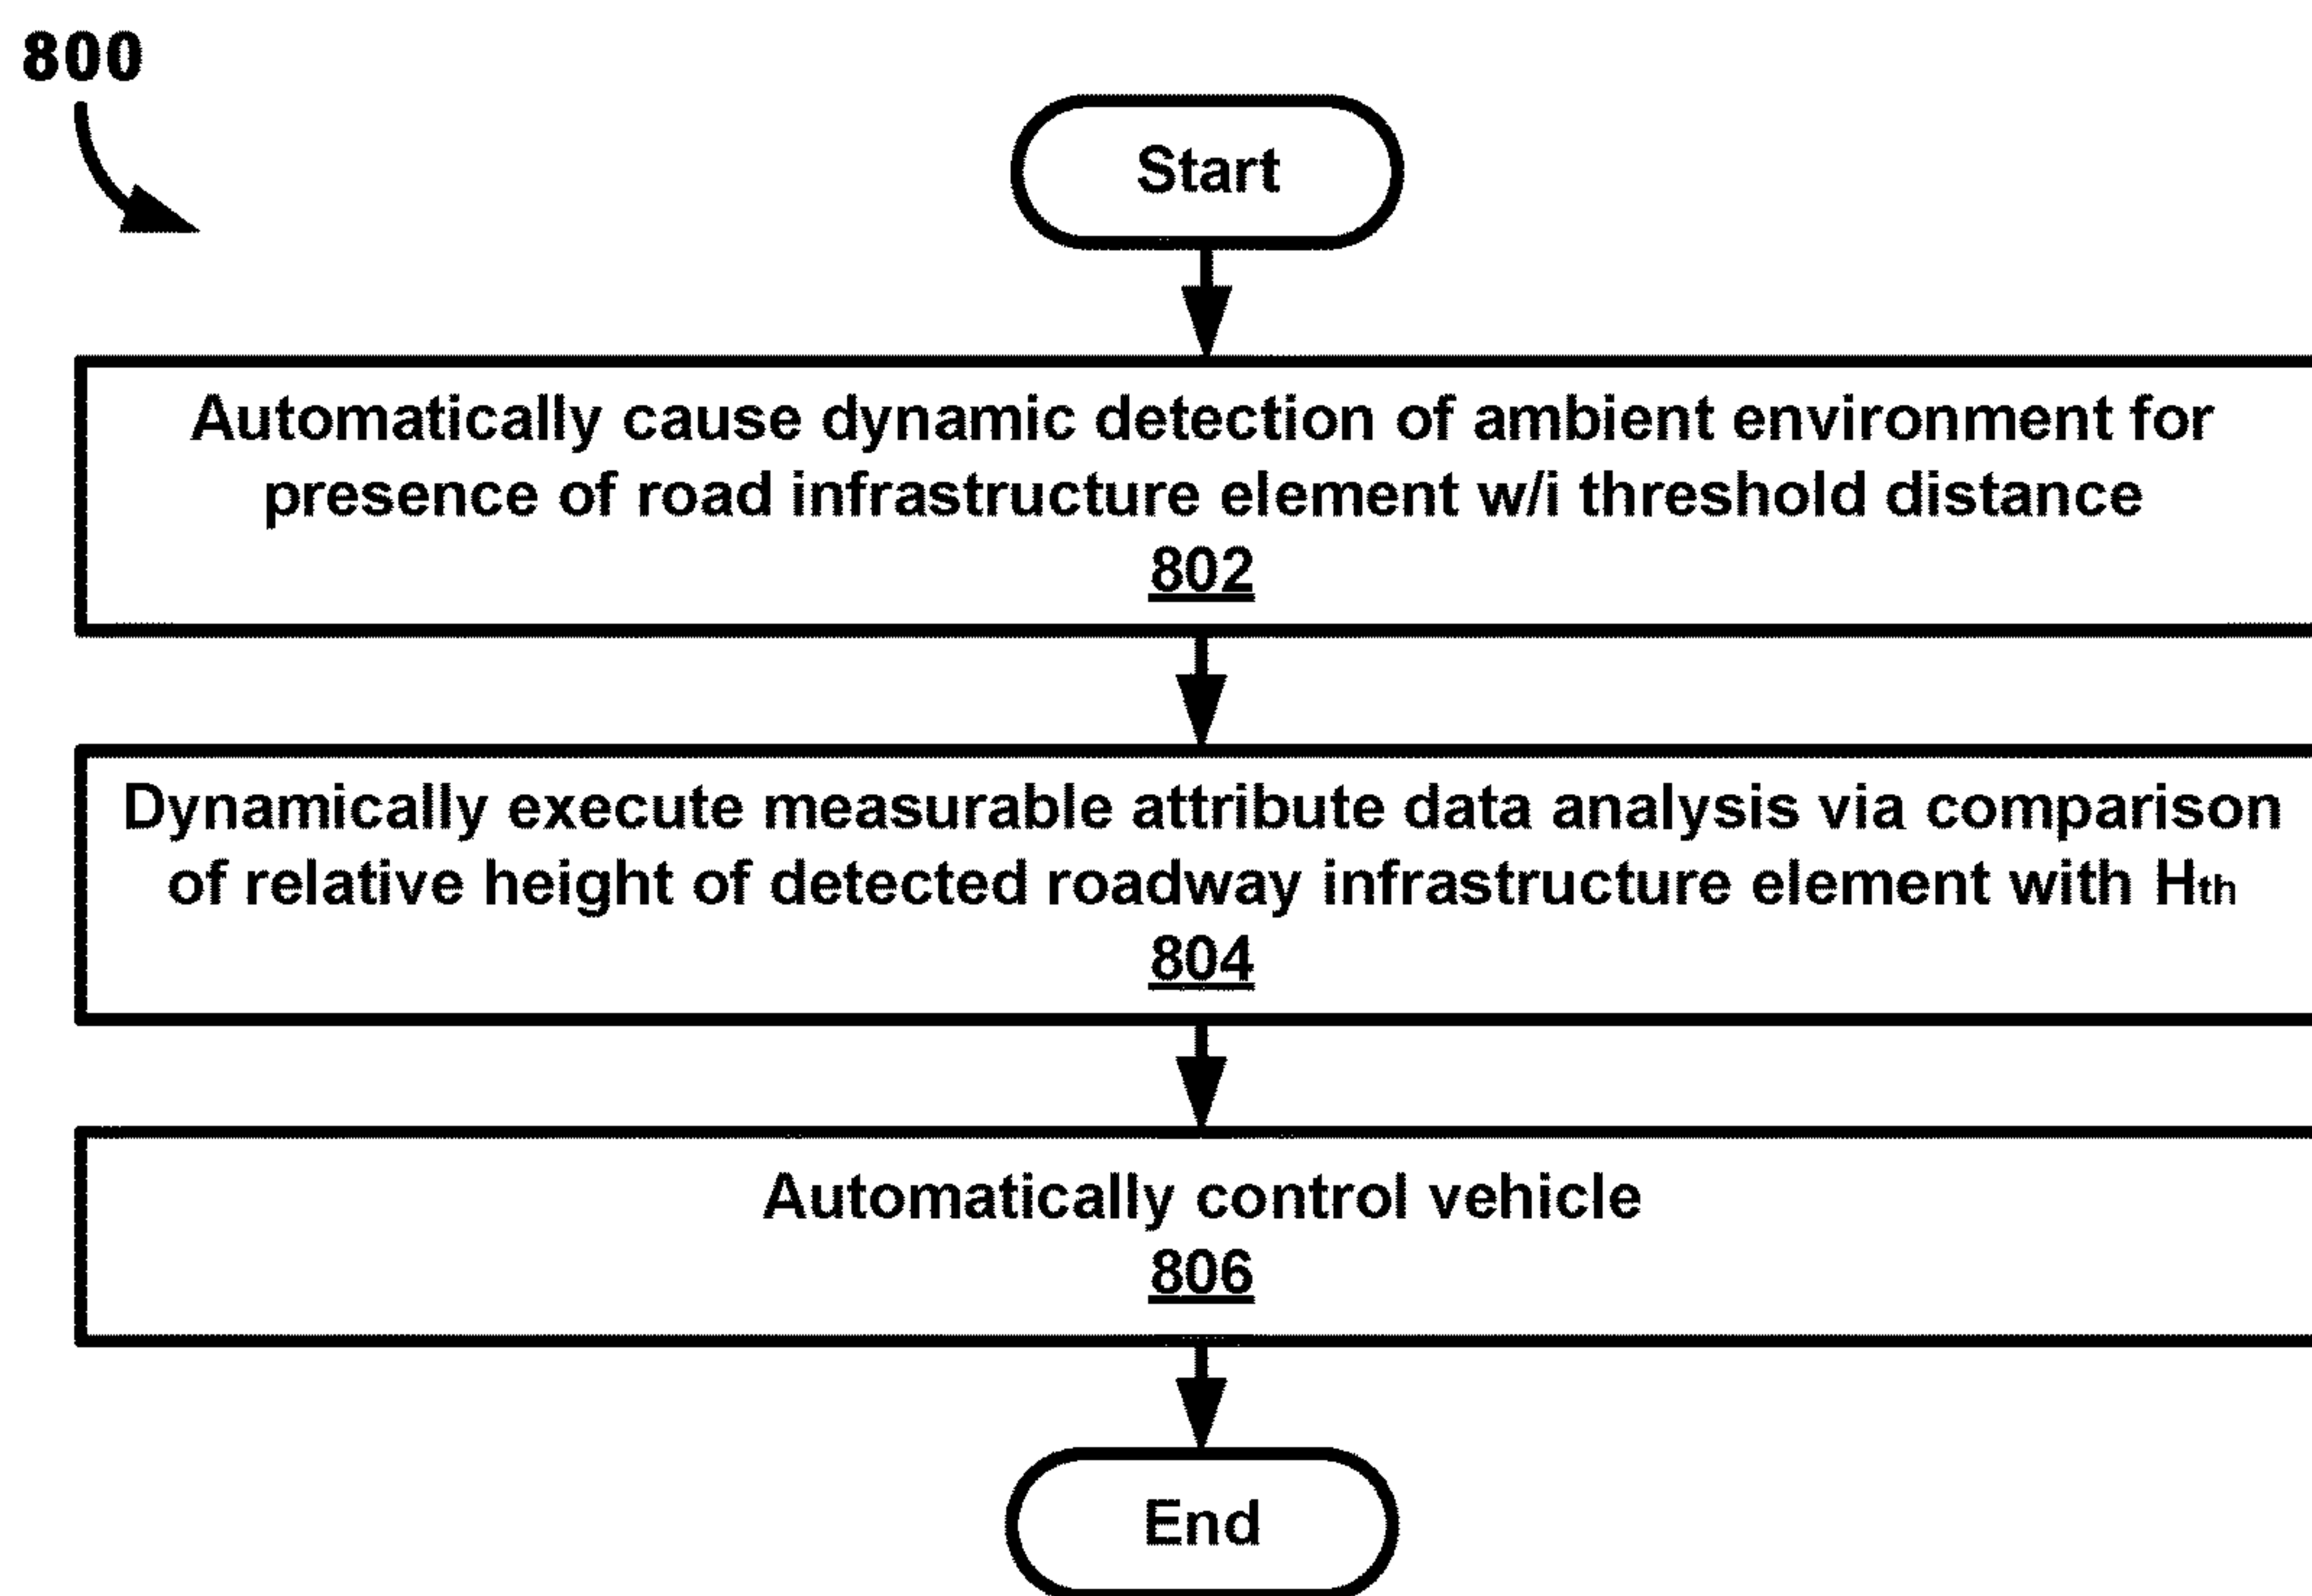 800
Start
Automatically cause dynamic detection of ambient environment for
presence of road infrastructure element w/i threshold distance
802
Dynamically execute measurable attribute data analysis via comparison
of relative height of detected roadway infrastructure element with Hth
804
Automatically control vehicle
806
End